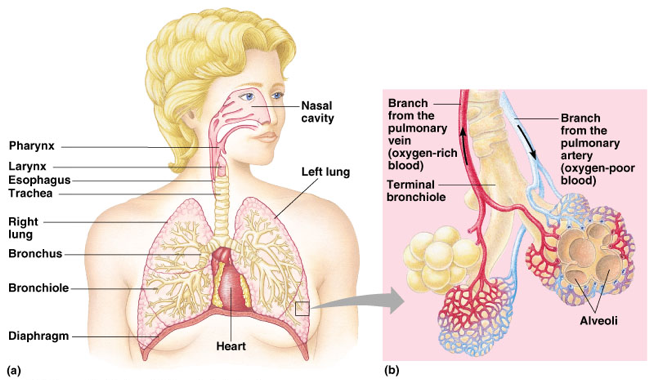 Nasal
cavity
Pharynx
Larynx
Esophagus
Trachea
Left lung
Right
lung
Bronchus
Bronchiole
Diaphragm
Heart
(a)
Branch
from the
pulmonary
vein
(oxygen-rich
blood)
Terminal
bronchiole
Branch
from the
pulmonary
artery
(oxygen-poor
blood)
Alveoli
(b)